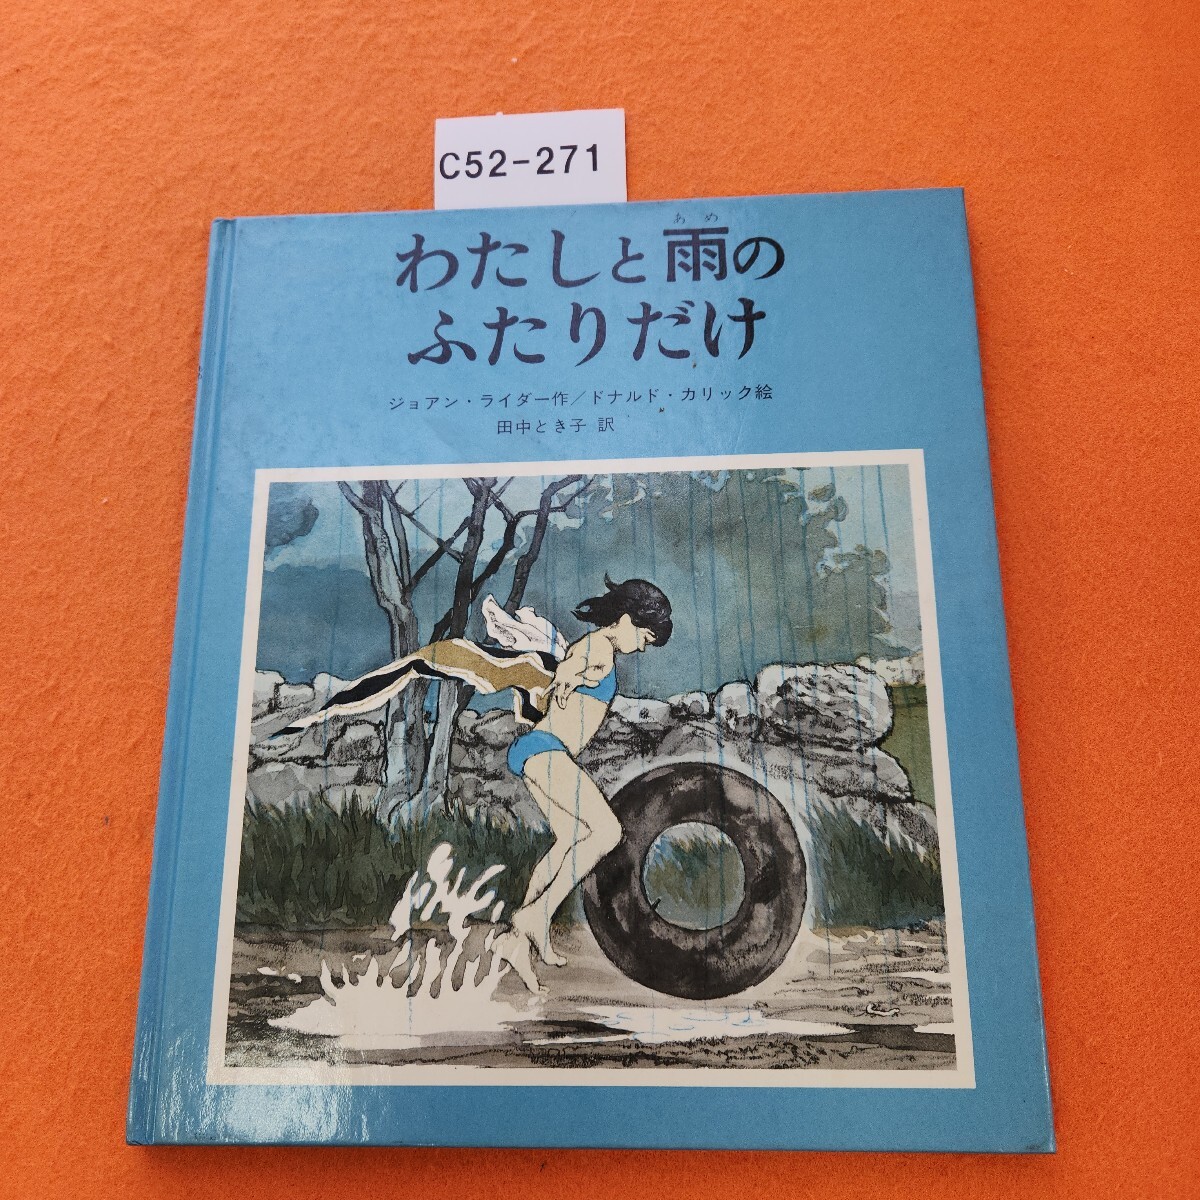 C52-271
あめ
わたしと雨の
ふたりだけ
ジョアン・ライダー作／ドナルド・カリック絵
田中とき子 訳